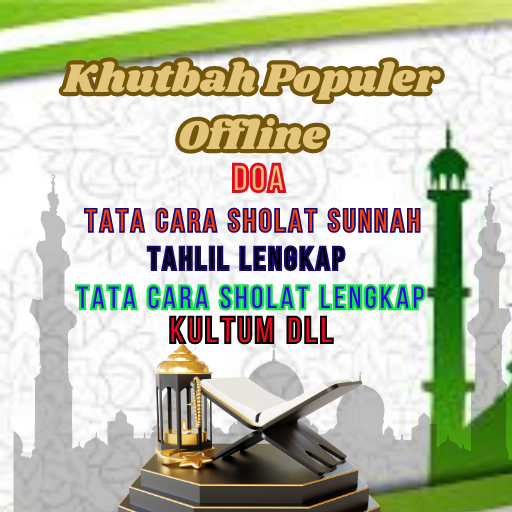 Khutbah Populer
Offline
DOA
TATA CARA SHOLAT SUNNAH
TAHLIL LENGKAP
TATA CARA SHOLAT LENGKAP
KULTUM DLL